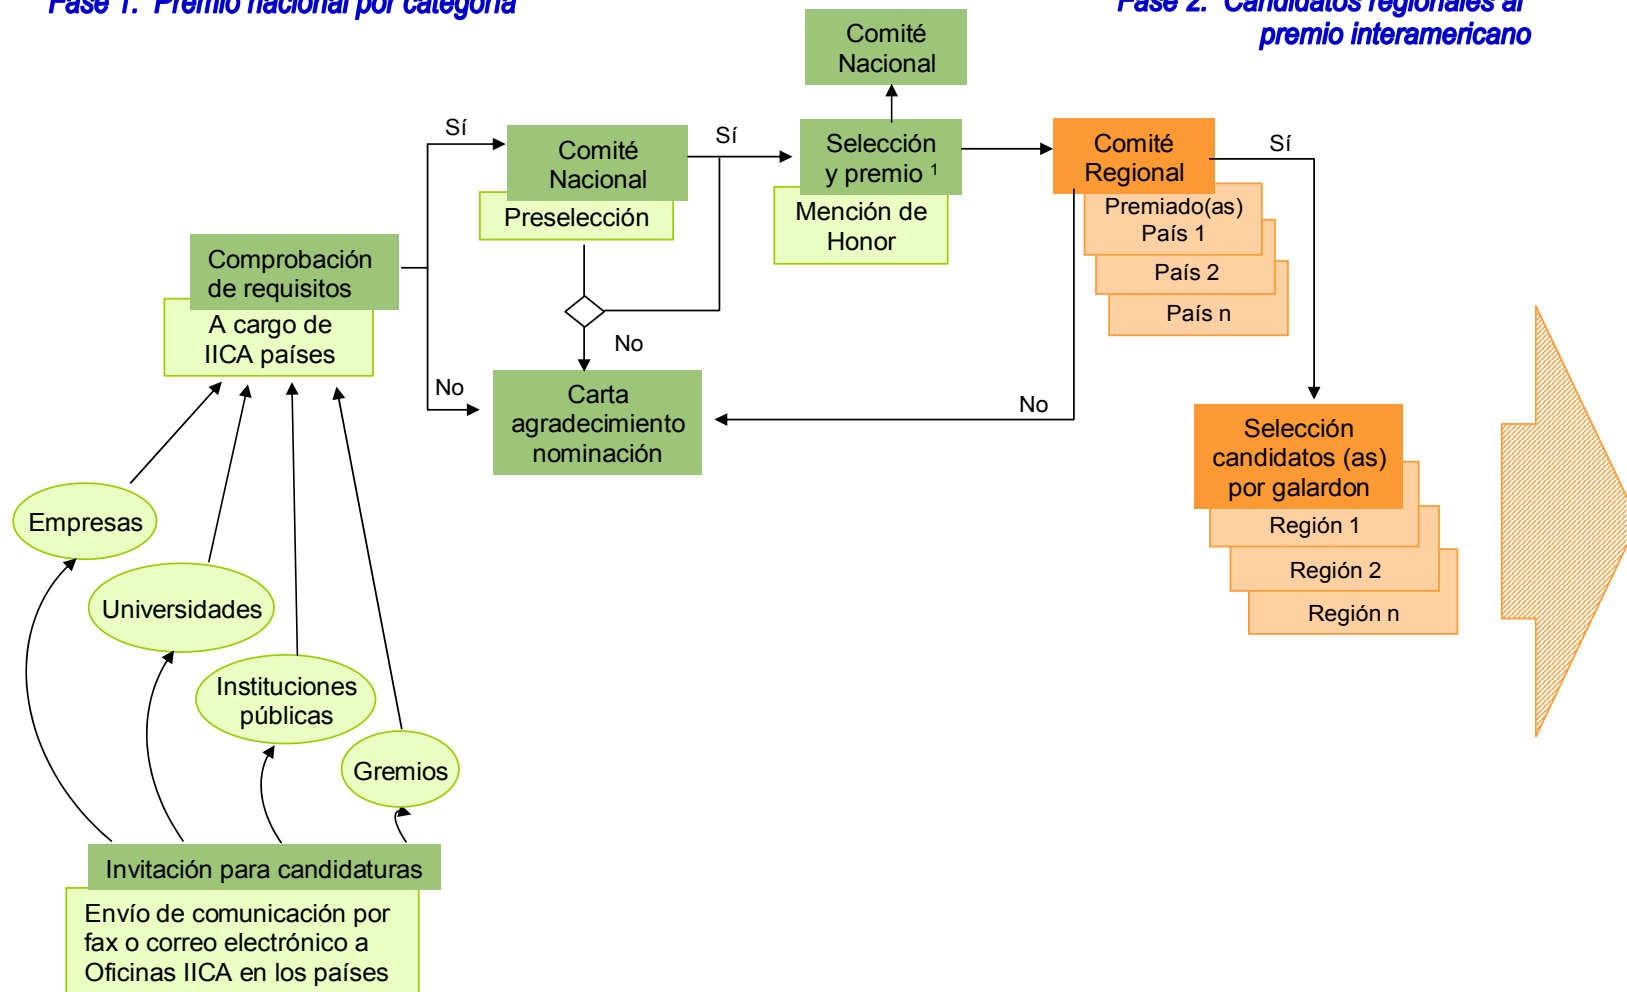 Fase 1. Premio nacional por categoría
Fase 2. Candidatos regionales al
premio interamericano
Comité
Nacional
Sí
Comité
Nacional
Preselección
Sí
Selección
y premio 1
Mención de
Honor
Comité
Regional
Sí
Premiado(as)
País 1
País 2
País n
Comprobación
de requisitos
A cargo de
IICA países
No
No
Carta
agradecimiento
nominación
No
Selección
candidatos (as)
por galardon
Región 1
Región 2
Región n
Empresas
Universidades
Instituciones
públicas
Gremios
Invitación para candidaturas
Envío de comunicación por
fax o correo electrónico a
Oficinas IICA en los países